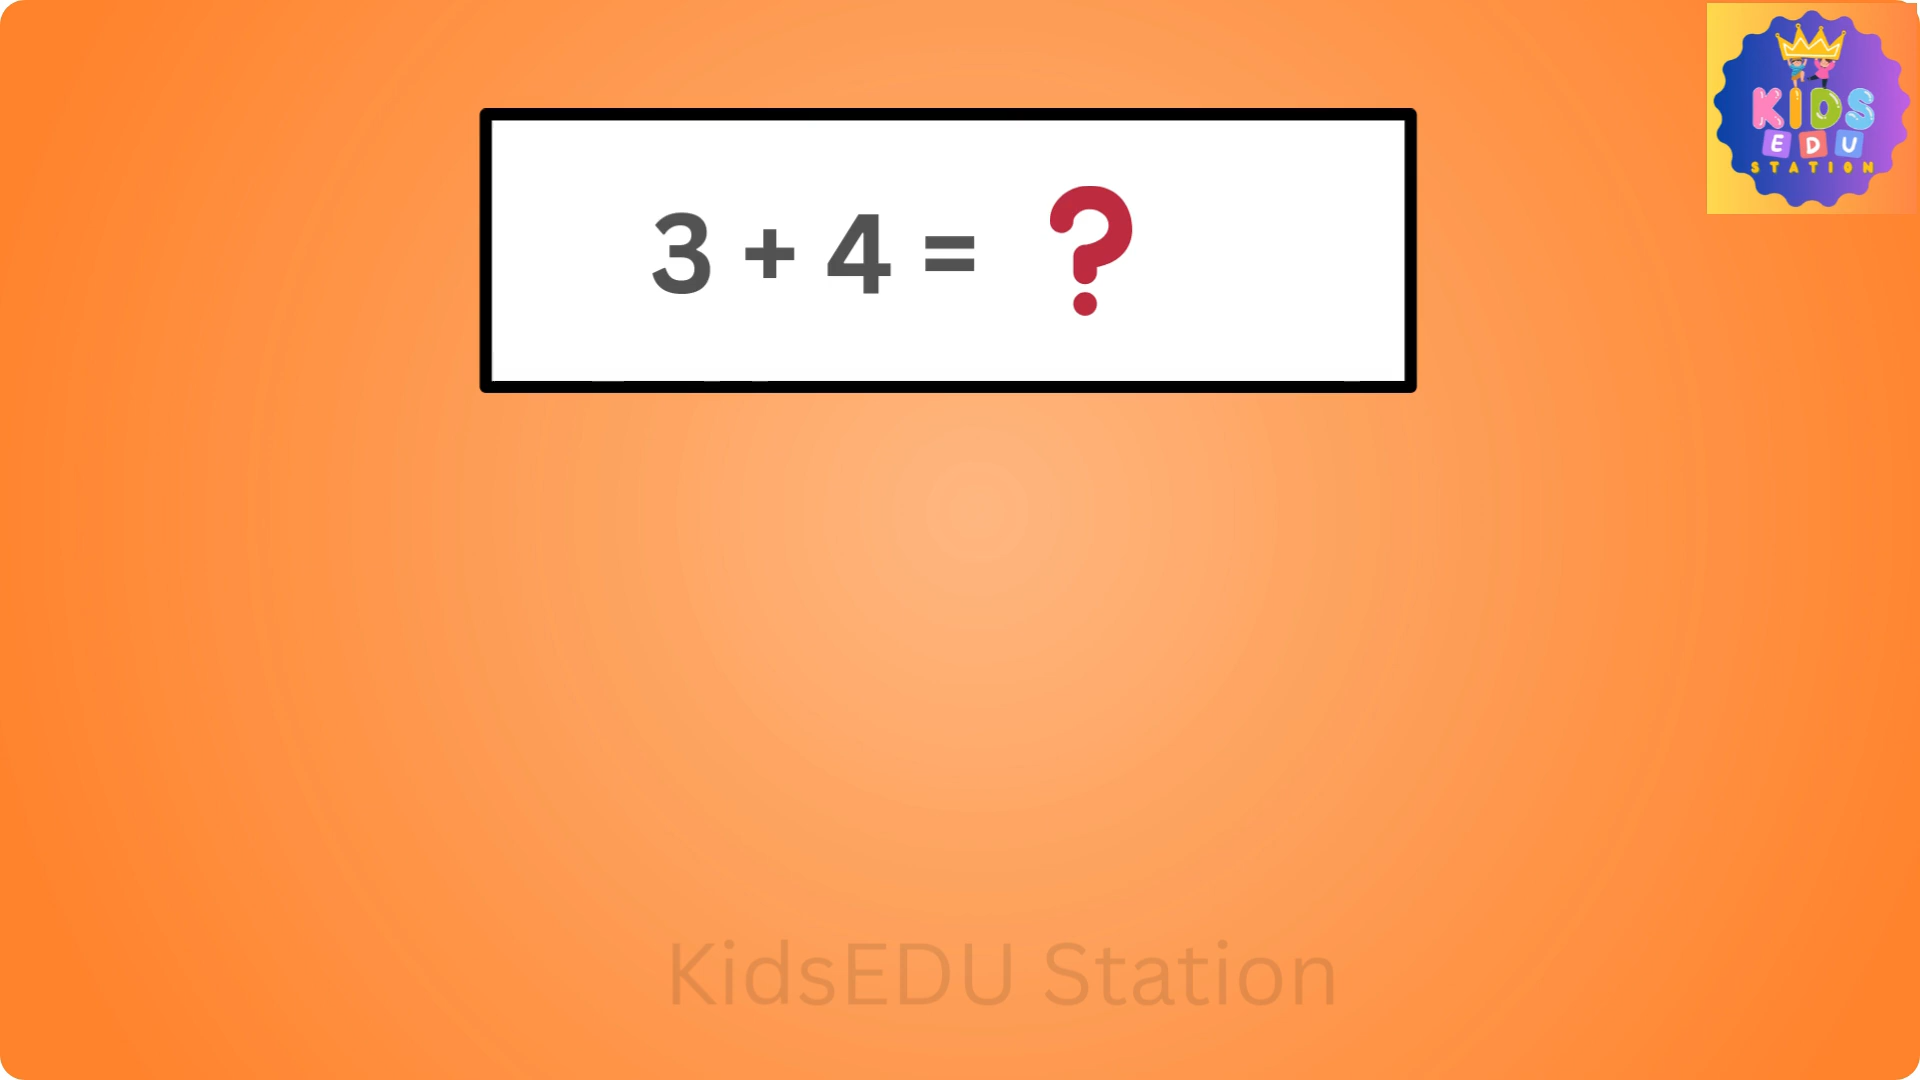 KIDS
EDU
STATION
3 + 4 = ?
KidsEDU Station